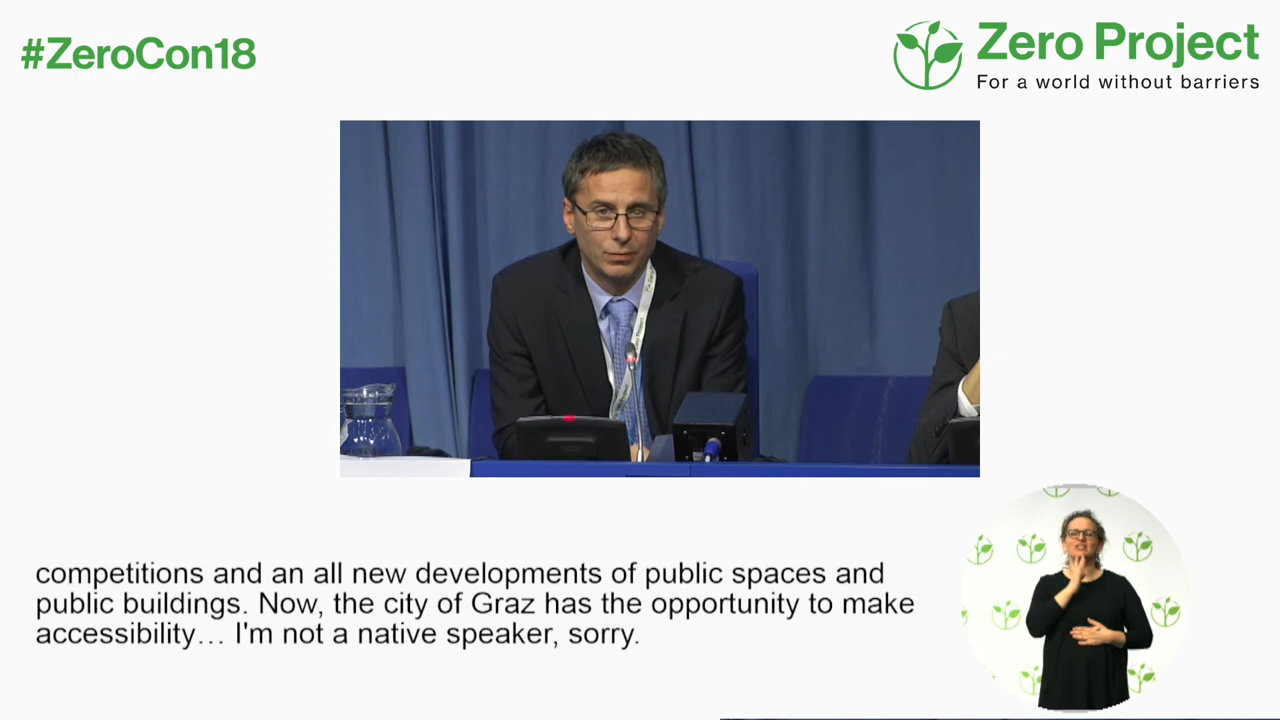 #ZeroCon18
Zero Project
For a world without barriers
competitions and an all new developments of public spaces and
public buildings. Now, the city of Graz has the opportunity to make
accessibility… I'm not a native speaker, sorry.